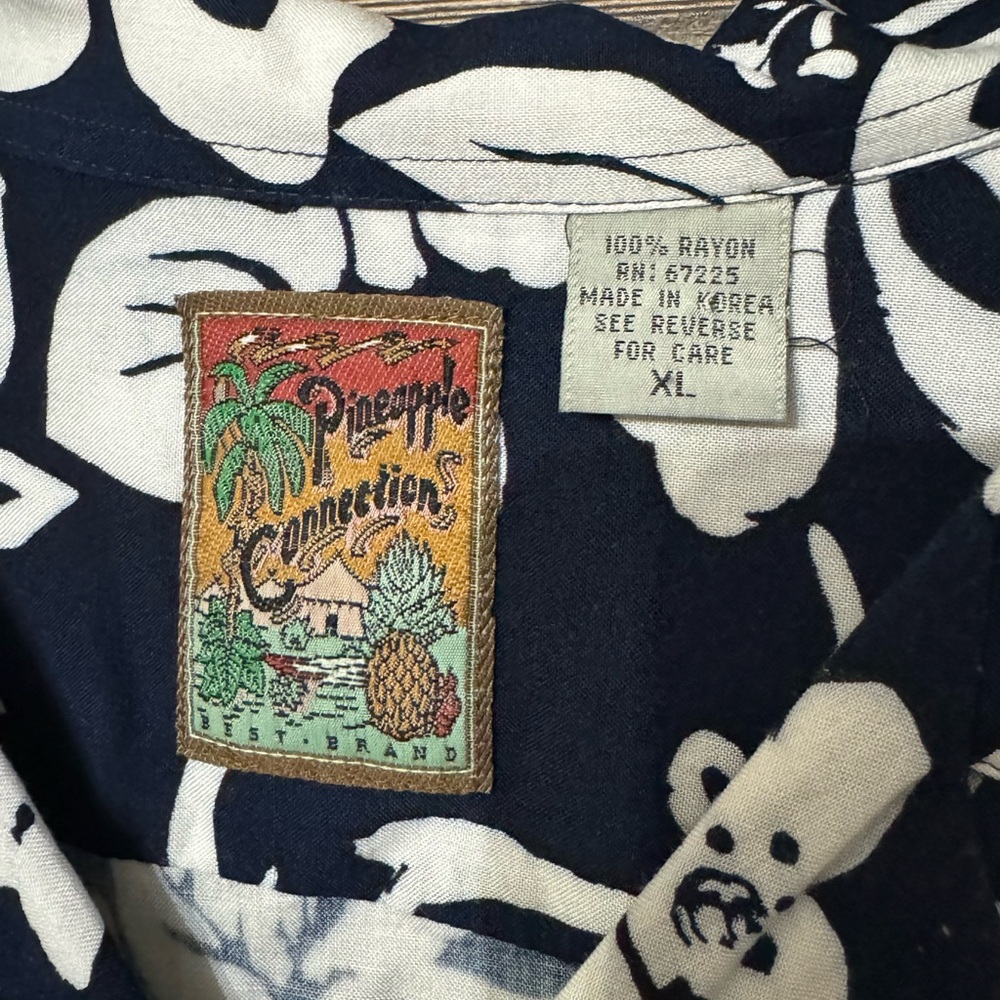 Pineapple
Connection
BEST · BRAND
100% RAYON
RN: 67225
MADE IN KOREA
SEE REVERSE
FOR CARE
XL